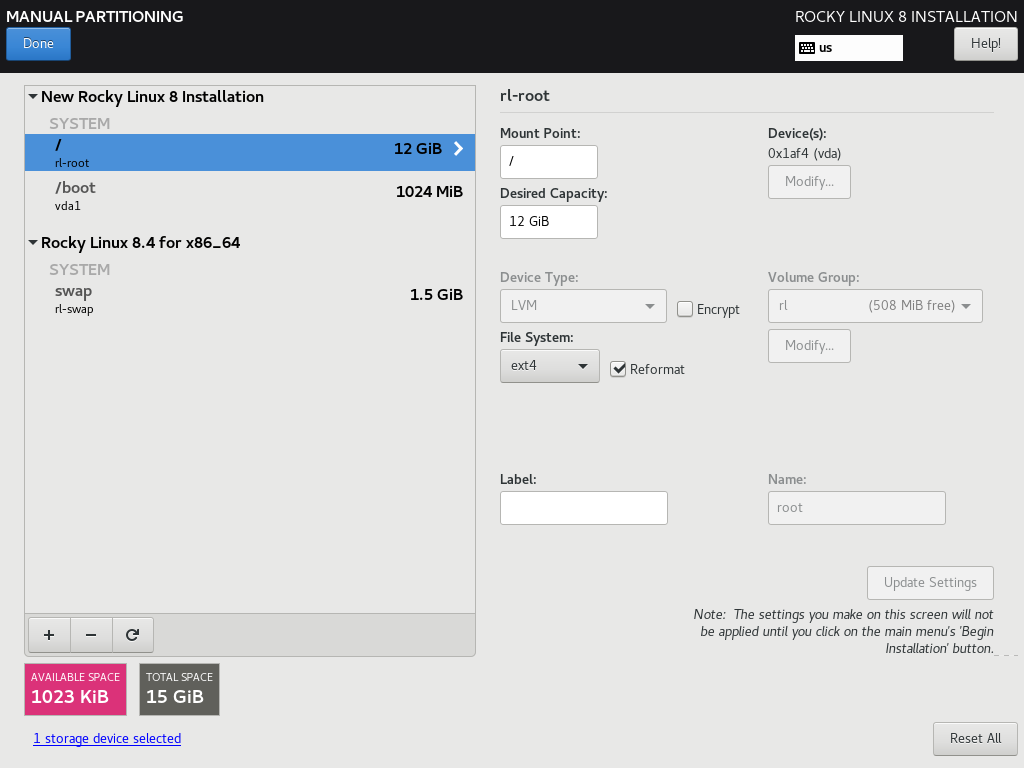 MANUAL PARTITIONING
ROCKY LINUX 8 INSTALLATION
Done
us
Help!
New Rocky Linux 8 Installation
SYSTEM
/
rl-root
12 GiB
/boot
vda1
1024 MiB
Rocky Linux 8.4 for x86_64
SYSTEM
swap
rl-swap
1.5 GiB
+
−
AVAILABLE SPACE
1023 KiB
TOTAL SPACE
15 GiB
1 storage device selected
rl-root
Mount Point:
/
Device(s):
0x1af4 (vda)
Modify...
Desired Capacity:
12 GiB
Device Type:
LVM
Encrypt
Volume Group:
rl (508 MiB free)
Modify...
File System:
ext4
Reformat
Label:
Name:
root
Update Settings
Note: The settings you make on this screen will not
be applied until you click on the main menu's 'Begin
Installation' button.
Reset All